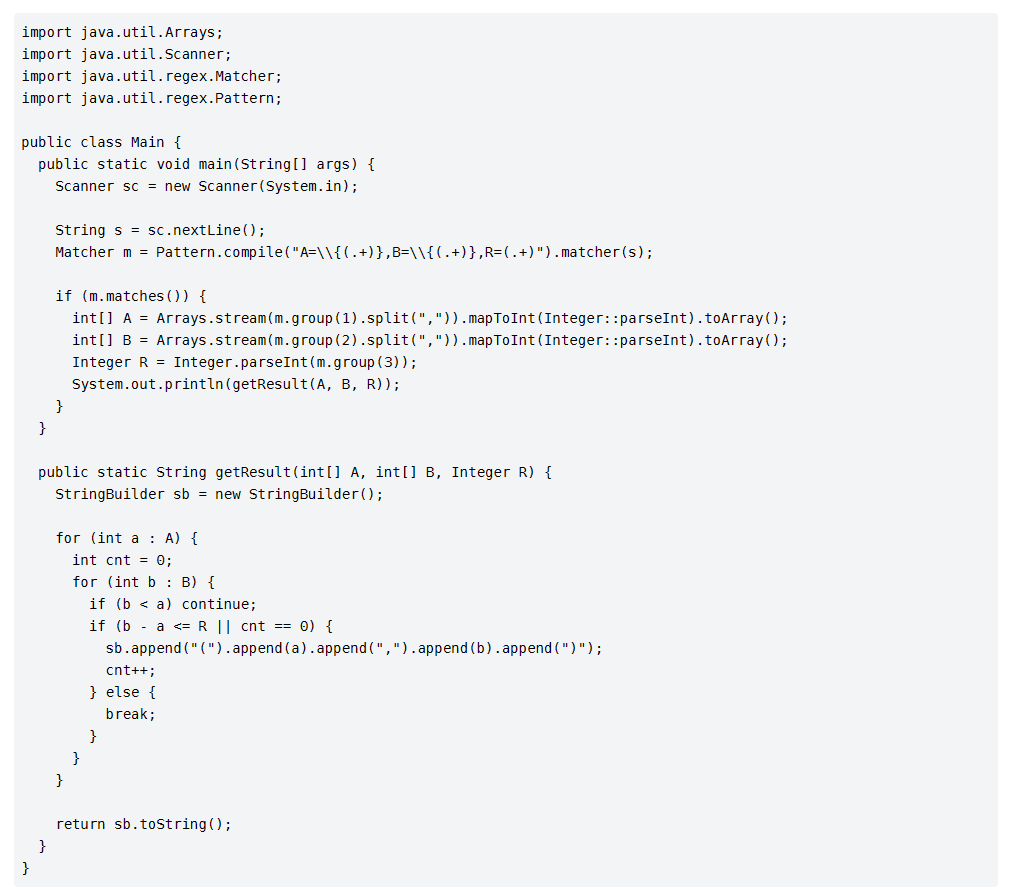 import java.util.Arrays;
import java.util.Scanner;
import java.util.regex.Matcher;
import java.util.regex.Pattern;

public class Main {
  public static void main(String[] args) {
    Scanner sc = new Scanner(System.in);

    String s = sc.nextLine();
    Matcher m = Pattern.compile("A=\\{(.+)},B=\\{(.+)},R=(.+)").matcher(s);

    if (m.matches()) {
      int[] A = Arrays.stream(m.group(1).split(",")).mapToInt(Integer::parseInt).toArray();
      int[] B = Arrays.stream(m.group(2).split(",")).mapToInt(Integer::parseInt).toArray();
      Integer R = Integer.parseInt(m.group(3));
      System.out.println(getResult(A, B, R));
    }
  }

  public static String getResult(int[] A, int[] B, Integer R) {
    StringBuilder sb = new StringBuilder();

    for (int a : A) {
      int cnt = 0;
      for (int b : B) {
        if (b < a) continue;
        if (b - a <= R || cnt == 0) {
          sb.append("(").append(a).append(",").append(b).append(")");
          cnt++;
        } else {
          break;
        }
      }
    }

    return sb.toString();
  }
}